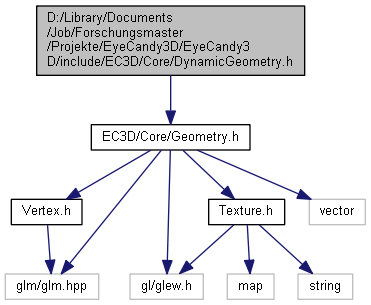 D:/Library/Documents
/Job/Forschungsmaster
/Projekte/EyeCandy3D/EyeCandy3
D/include/EC3D/Core/DynamicGeometry.h
EC3D/Core/Geometry.h
Vertex.h
Texture.h
vector
glm/glm.hpp
gl/glew.h
map
string